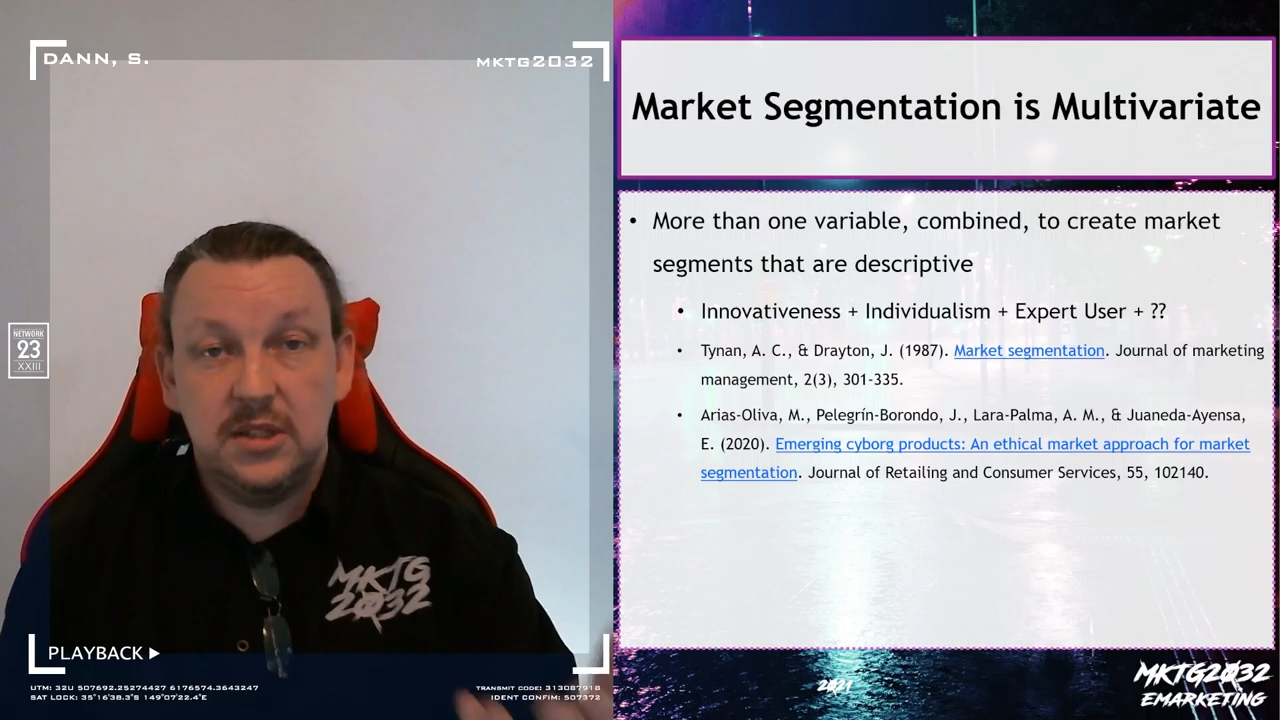 DANN, S.
MKTG2032
NETWORK
23
XXIII
MKTG
2032
PLAYBACK
UTM: 32U 507692.25274427 6176574.3643247
SAT LOCK: 35°16'38.3"S 149°07'22.4"E
TRANSMIT CODE: 313087918
IDENT CONFIM: 507372
Market Segmentation is Multivariate
• More than one variable, combined, to create market
segments that are descriptive
• Innovativeness + Individualism + Expert User + ??
• Tynan, A. C., & Drayton, J. (1987). Market segmentation. Journal of marketing
management, 2(3), 301-335.
• Arias-Oliva, M., Pelegrín-Borondo, J., Lara-Palma, A. M., & Juaneda-Ayensa,
E. (2020). Emerging cyborg products: An ethical market approach for market
segmentation. Journal of Retailing and Consumer Services, 55, 102140.
2021
MKTG2032
EMARKETING